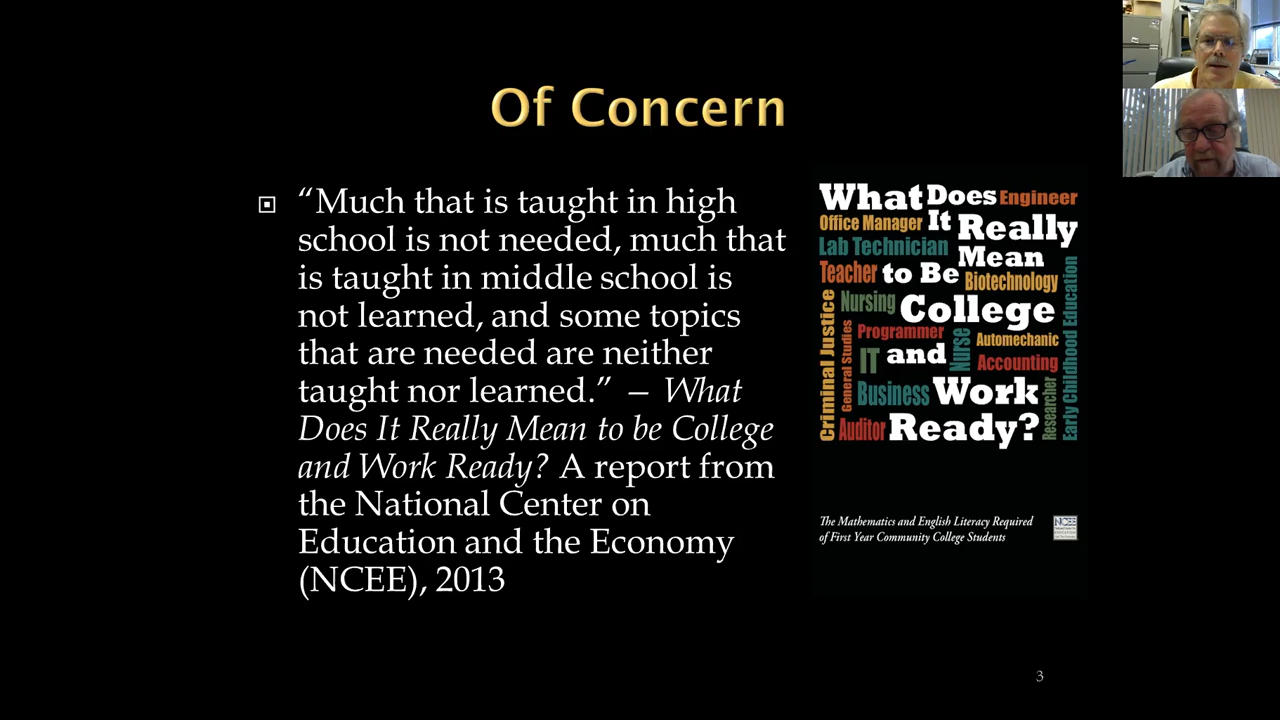 Of Concern
“Much that is taught in high
school is not needed, much that
is taught in middle school is
not learned, and some topics
that are needed are neither
taught nor learned.” – What
Does It Really Mean to be College
and Work Ready? A report from
the National Center on
Education and the Economy
(NCEE), 2013
What Does Engineer
Office Manager It Really
Lab Technician Mean
Teacher to Be Biotechnology
Nursing College
Criminal Justice
General Studies
Programmer
Nurse
Automechanic
IT and Accounting
Business Work
Researcher
Early Childhood Education
Auditor Ready?
The Mathematics and English Literacy Required
of First Year Community College Students
NCEE
3